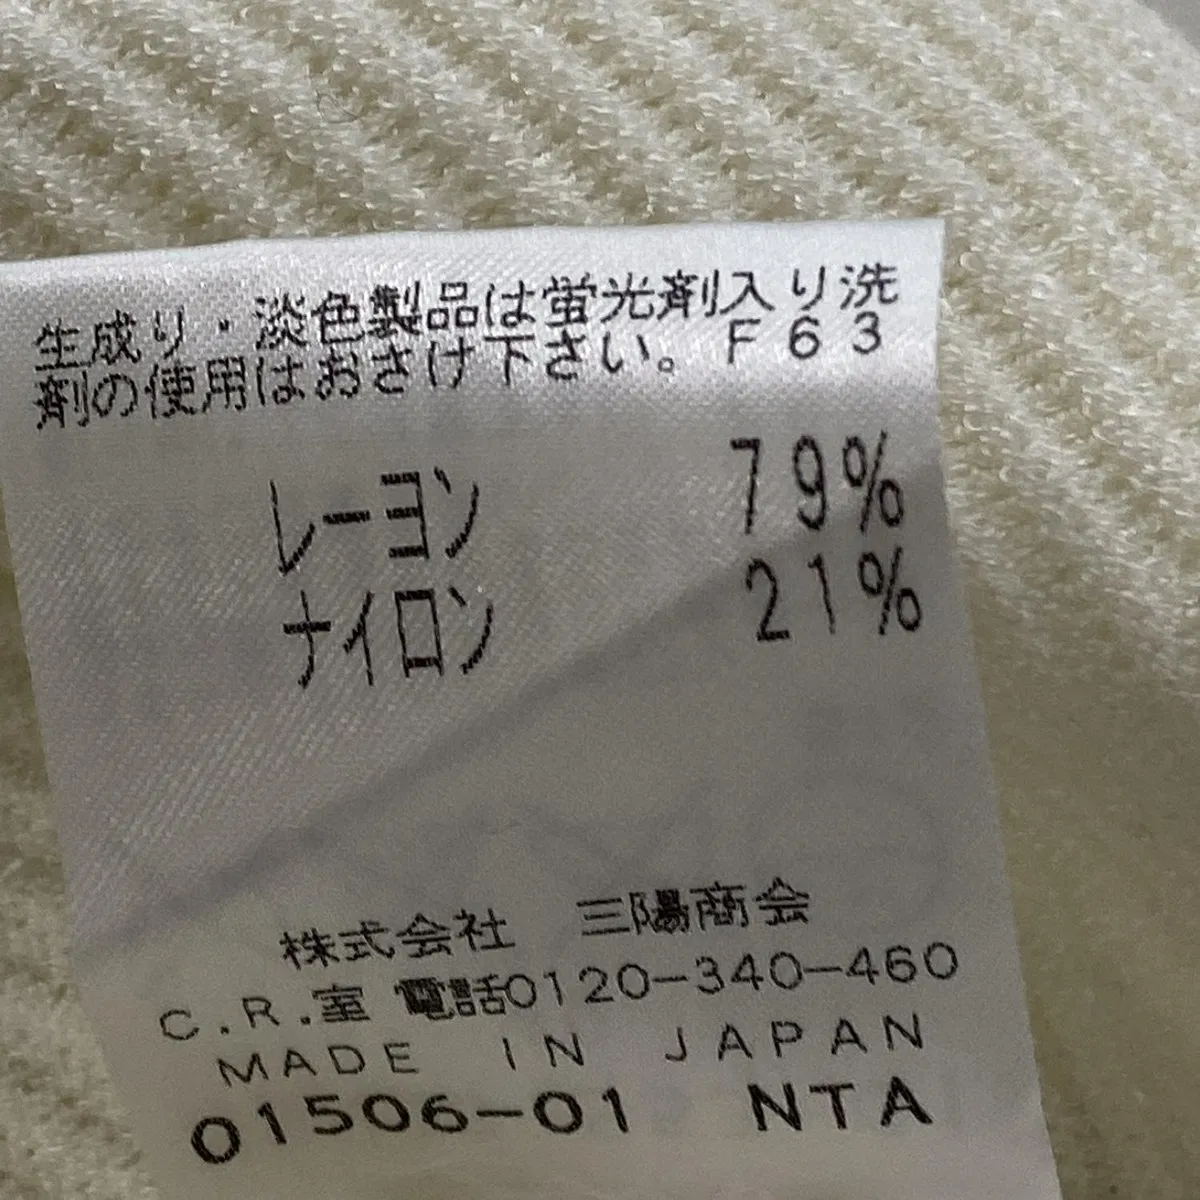 生成り・淡色製品は蛍光剤入り洗
剤の使用はおさけ下さい。F63
レーヨン 79%
ナイロン 21%
株式会社 三陽商会
C.R.室 電話0120-340-460
MADE IN JAPAN
01506-01 NTA